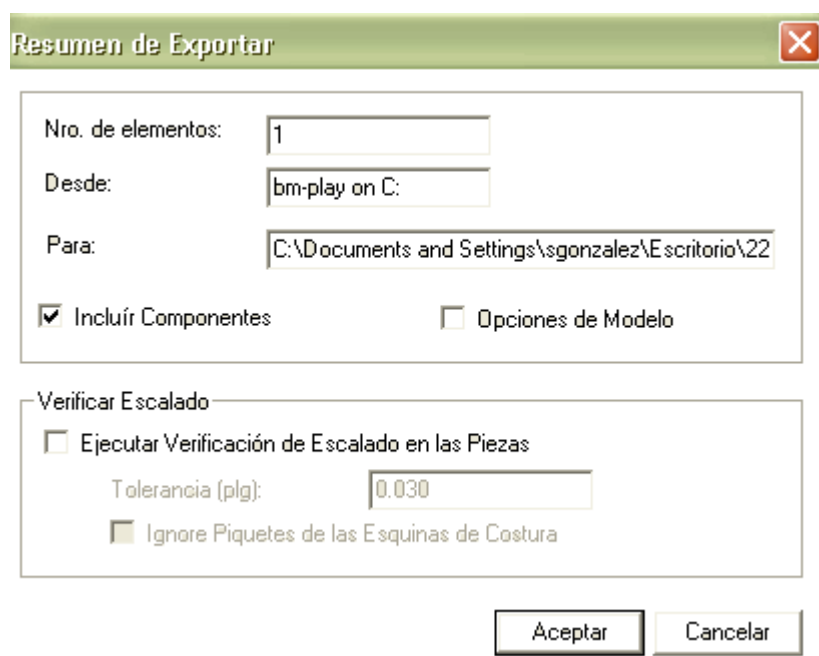 Resumen de Exportar
Nro. de elementos: 1
Desde: bm-play on C:
Para: C:\Documents and Settings\sgonzalez\Escritorio\22
Incluír Componentes Opciones de Modelo
Verificar Escalado
Ejecutar Verificación de Escalado en las Piezas
Tolerancia (plg): 0.030
Ignore Piquetes de las Esquinas de Costura
Aceptar Cancelar